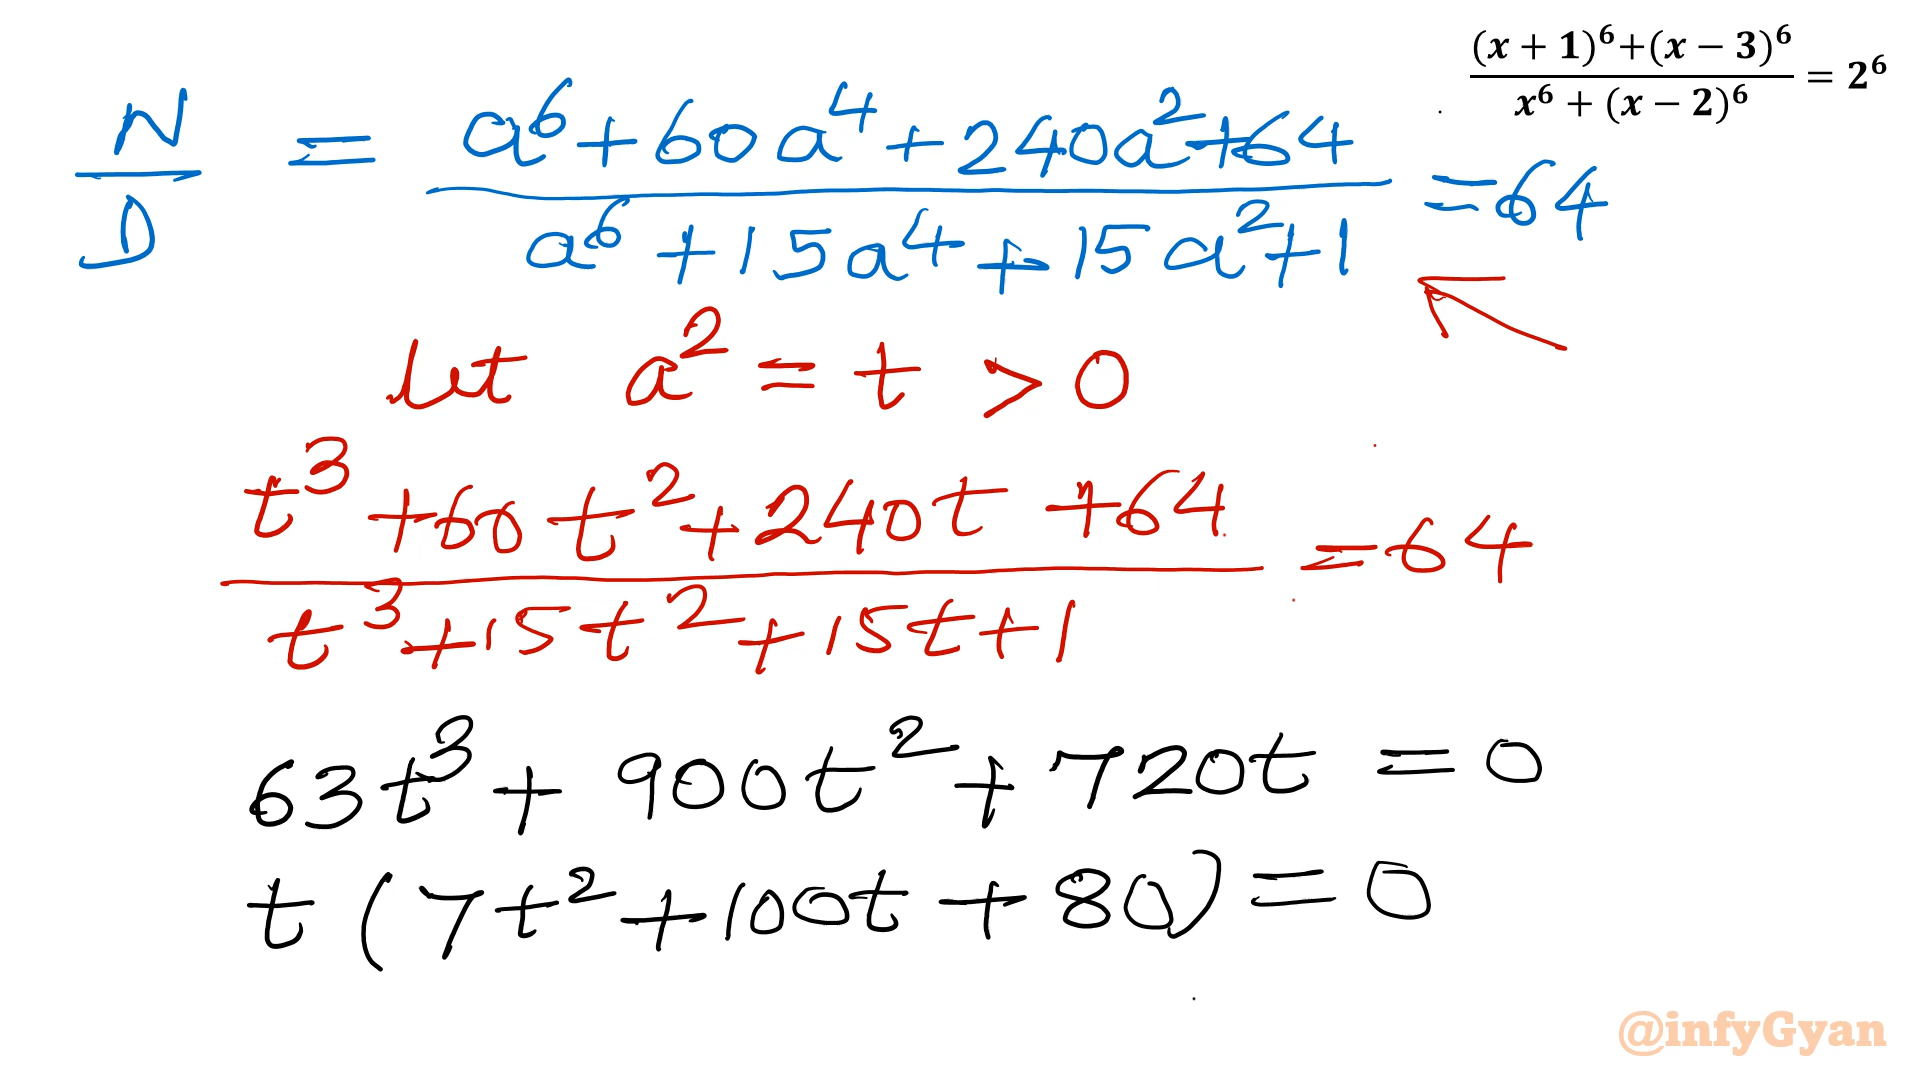 (x + 1)⁶+(x − 3)⁶
―――――――― = 2⁶
x⁶ + (x − 2)⁶
N/D = (a⁶ + 60a⁴ + 240a² + 64)/(a⁶ + 15a⁴ + 15a² + 1) = 64
let a² = t > 0
(t³ + 60t² + 240t + 64)/(t³ + 15t² + 15t + 1) = 64
63t³ + 900t² + 720t = 0
t(7t² + 100t + 80) = 0
@infyGyan